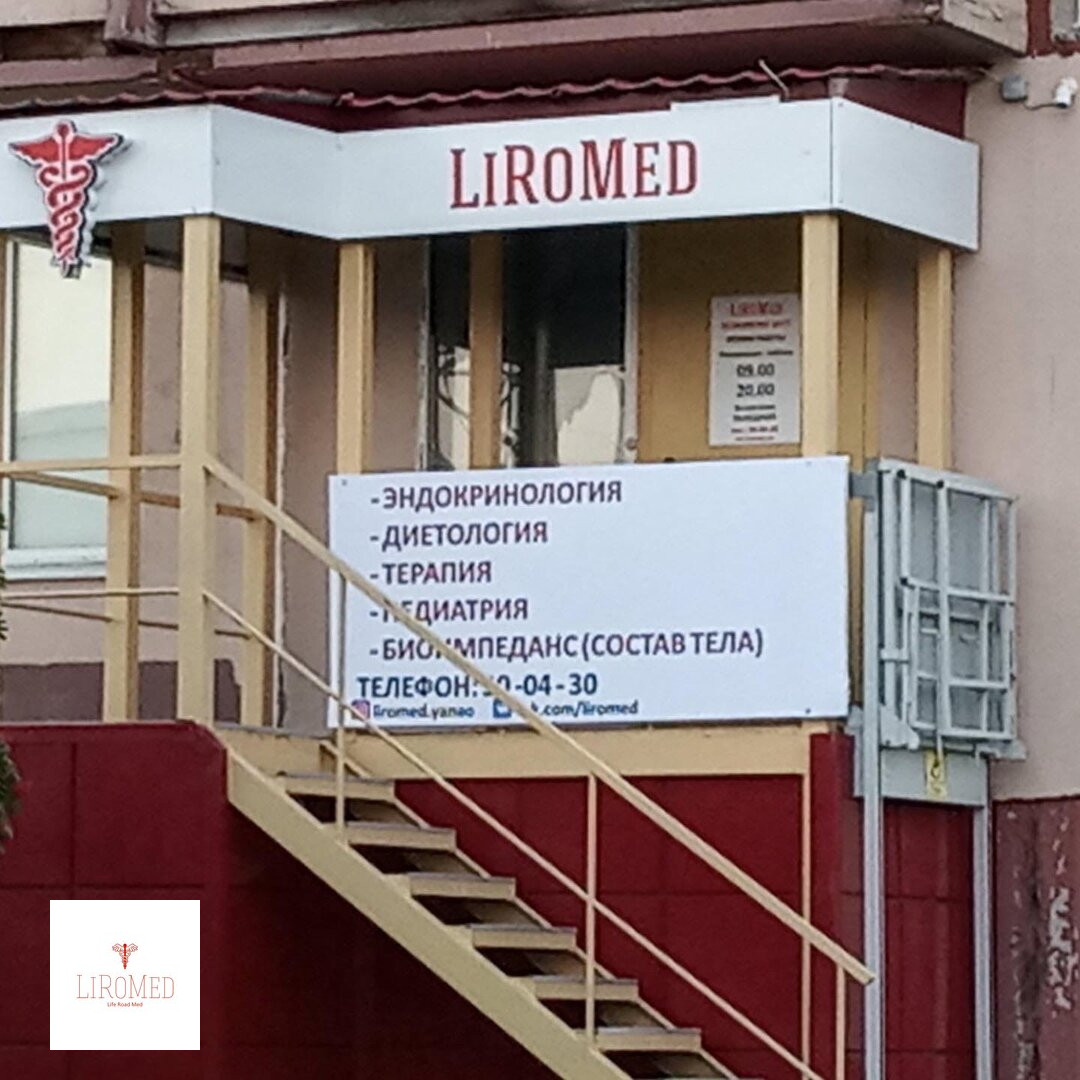 LIROMED
LIROMED
09.00
20.00
-ЭНДОКРИНОЛОГИЯ
-ДИЕТОЛОГИЯ
-ТЕРАПИЯ
-ПЕДИАТРИЯ
-БИОИМПЕДАНС (СОСТАВ ТЕЛА)
ТЕЛЕФОН: -04-30
liromed.yanao vk.com/liromed
LIROMED
Life Road Med